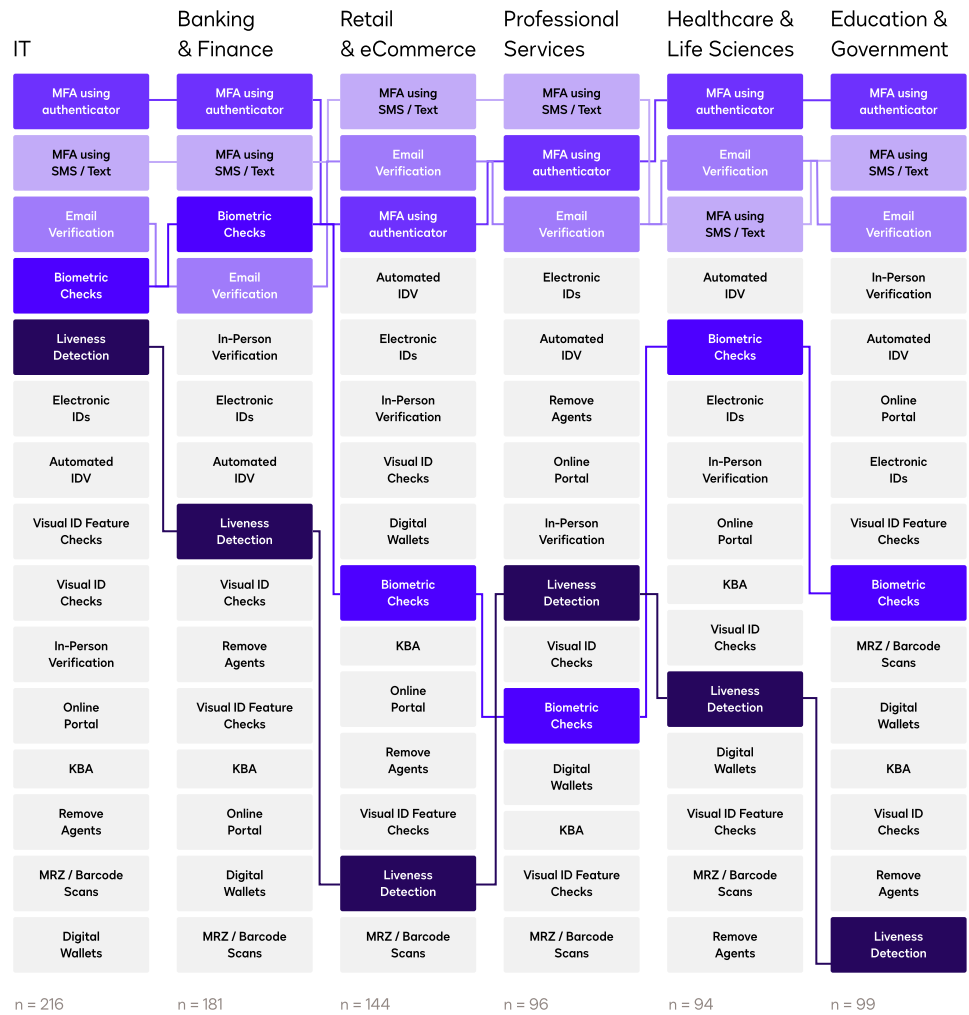 IT
MFA using
authenticator
MFA using
SMS / Text
Email
Verification
Biometric
Checks
Liveness
Detection
Electronic
IDs
Automated
IDV
Visual ID Feature
Checks
Visual ID
Checks
In-Person
Verification
Online
Portal
KBA
Remove
Agents
MRZ / Barcode
Scans
Digital
Wallets
n = 216
Banking
& Finance
MFA using
authenticator
MFA using
SMS / Text
Biometric
Checks
Email
Verification
In-Person
Verification
Electronic
IDs
Automated
IDV
Liveness
Detection
Visual ID
Checks
Remove
Agents
Visual ID Feature
Checks
KBA
Online
Portal
Digital
Wallets
MRZ / Barcode
Scans
n = 181
Retail
& eCommerce
MFA using
SMS / Text
Email
Verification
MFA using
authenticator
Automated
IDV
Electronic
IDs
In-Person
Verification
Visual ID
Checks
Digital
Wallets
Biometric
Checks
KBA
Online
Portal
Remove
Agents
Visual ID Feature
Checks
Liveness
Detection
MRZ / Barcode
Scans
n = 144
Professional
Services
MFA using
SMS / Text
MFA using
authenticator
Email
Verification
Electronic
IDs
Automated
IDV
Remove
Agents
Online
Portal
In-Person
Verification
Liveness
Detection
Visual ID
Checks
Biometric
Checks
Digital
Wallets
KBA
Visual ID Feature
Checks
MRZ / Barcode
Scans
n = 96
Healthcare &
Life Sciences
MFA using
authenticator
Email
Verification
MFA using
SMS / Text
Automated
IDV
Biometric
Checks
Electronic
IDs
In-Person
Verification
Online
Portal
KBA
Visual ID
Checks
Liveness
Detection
Digital
Wallets
Visual ID Feature
Checks
MRZ / Barcode
Scans
Remove
Agents
n = 94
Education &
Government
MFA using
authenticator
MFA using
SMS / Text
Email
Verification
In-Person
Verification
Automated
IDV
Online
Portal
Electronic
IDs
Visual ID Feature
Checks
Biometric
Checks
MRZ / Barcode
Scans
Digital
Wallets
KBA
Visual ID
Checks
Remove
Agents
Liveness
Detection
n = 99